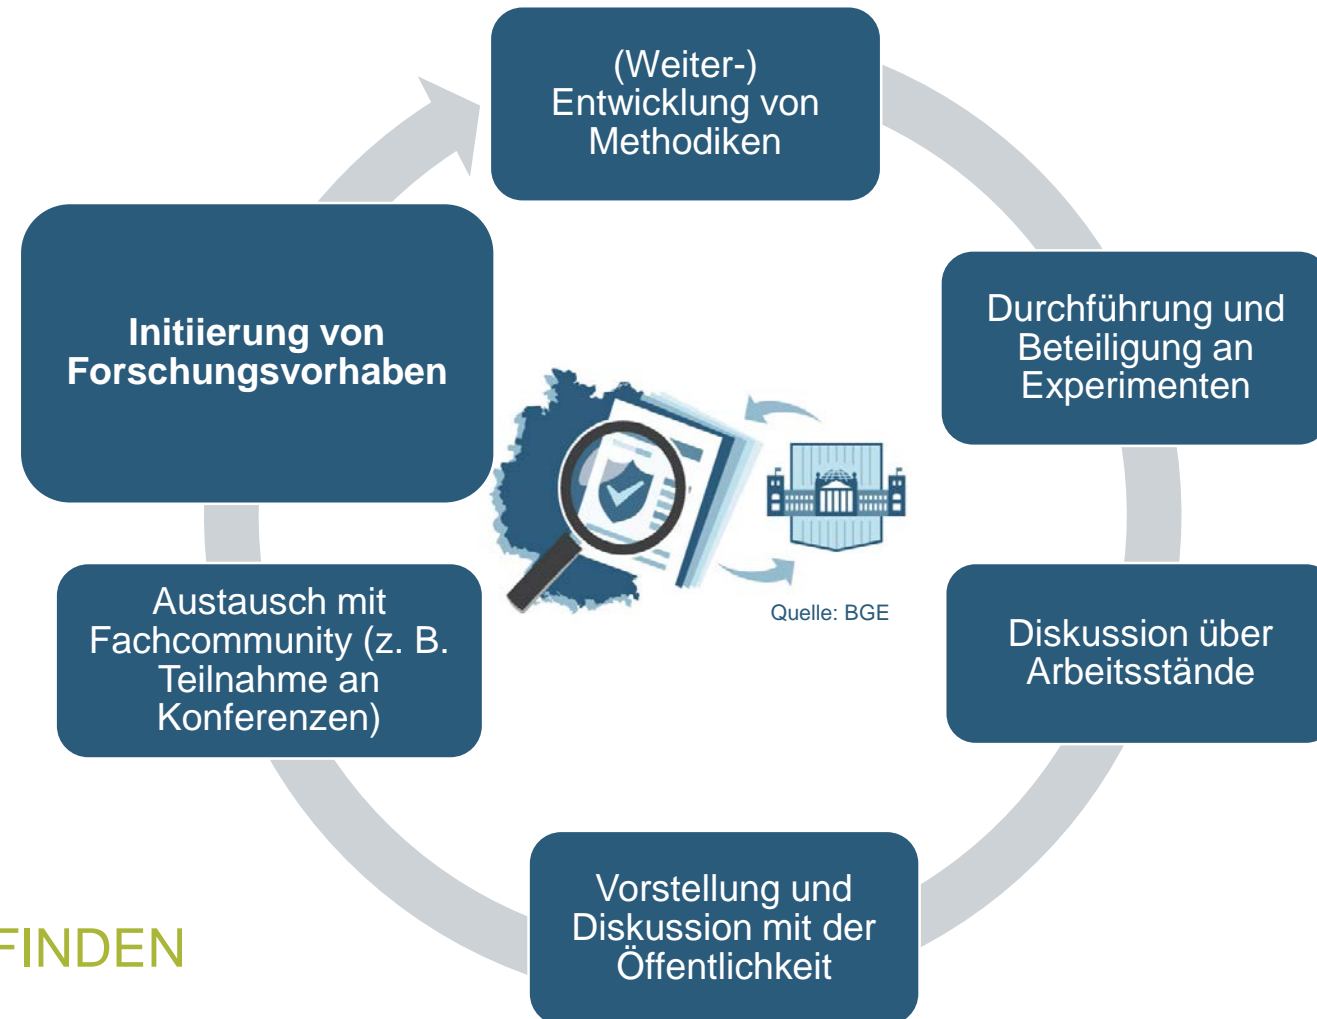 (Weiter-)
Entwicklung von
Methodiken
Durchführung und
Beteiligung an
Experimenten
Diskussion über
Arbeitsstände
Vorstellung und
Diskussion mit der
Öffentlichkeit
Austausch mit
Fachcommunity (z. B.
Teilnahme an
Konferenzen)
Initiierung von
Forschungsvorhaben
Quelle: BGE
FINDEN